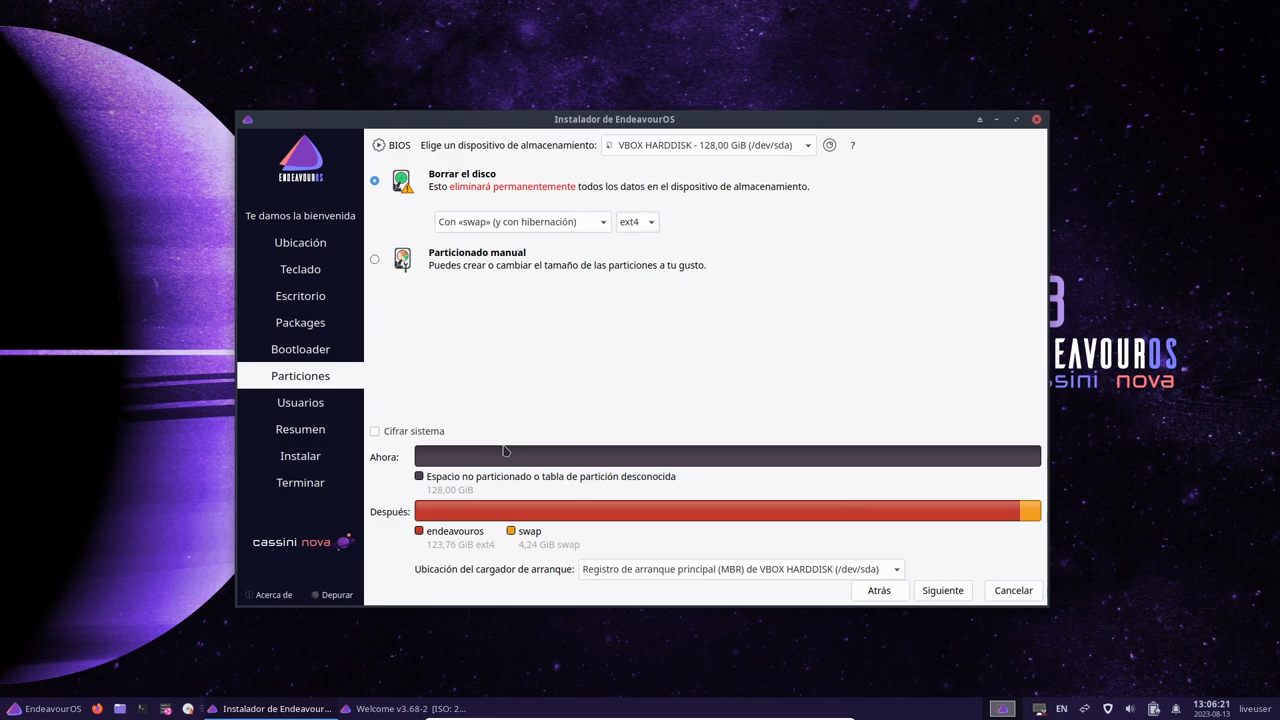 Instalador de EndeavourOS
ENDEAVOUROS
Te damos la bienvenida
Ubicación
Teclado
Escritorio
Packages
Bootloader
Particiones
Usuarios
Resumen
Instalar
Terminar
cassini nova
Acerca de
Depurar
BIOS
Elige un dispositivo de almacenamiento:
VBOX HARDDISK - 128,00 GiB (/dev/sda)
?
Borrar el disco
Esto eliminará permanentemente todos los datos en el dispositivo de almacenamiento.
Con «swap» (y con hibernación)
ext4
Particionado manual
Puedes crear o cambiar el tamaño de las particiones a tu gusto.
Cifrar sistema
Ahora:
Espacio no particionado o tabla de partición desconocida
128,00 GiB
Después:
endeavouros
123,76 GiB ext4
swap
4,24 GiB swap
Ubicación del cargador de arranque:
Registro de arranque principal (MBR) de VBOX HARDDISK (/dev/sda)
Atrás
Siguiente
Cancelar
EAVOUROS
ssini nova
EndeavourOS
Instalador de Endeavour...
Welcome v3.68-2 [ISO: 2...
EN
13:06:21
2023-08-13
liveuser